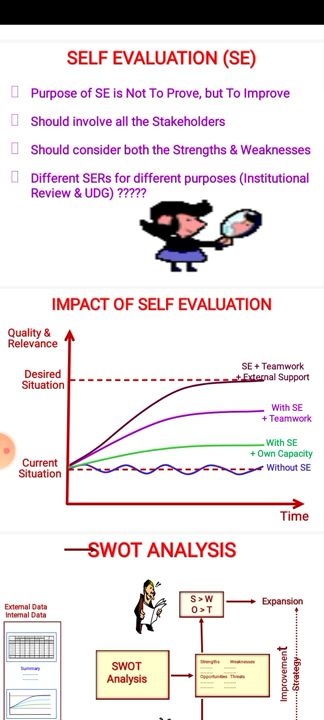 SELF EVALUATION (SE)
Purpose of SE is Not To Prove, but To Improve
Should involve all the Stakeholders
Should consider both the Strengths & Weaknesses
Different SERs for different purposes (Institutional
Review & UDG) ?????
IMPACT OF SELF EVALUATION
Quality &
Relevance
Desired
Situation
SE + Teamwork
+ External Support
With SE
+ Teamwork
With SE
+ Own Capacity
Current
Situation
Without SE
Time
SWOT ANALYSIS
External Data
Internal Data
Summary
S > W
O > T
Expansion
SWOT
Analysis
Strengths Weaknesses
Opportunities Threats
Improvement
Strategy